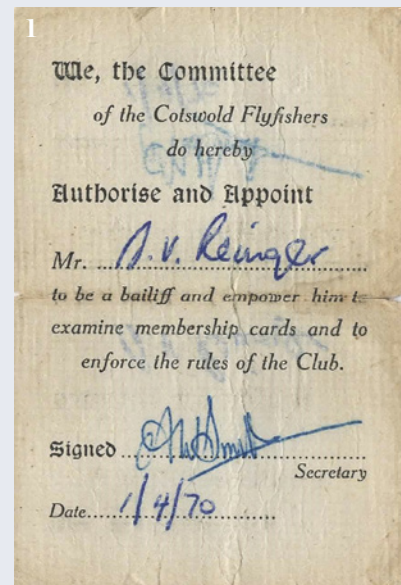 1
We, the Committee
of the Cotswold Flyfishers
do hereby
Authorise and Appoint
Mr. .......... Reinger
to be a bailiff and empower him to
examine membership cards and to
enforce the rules of the Club.
Signed ..........
Secretary
Date.....1/4/70..........